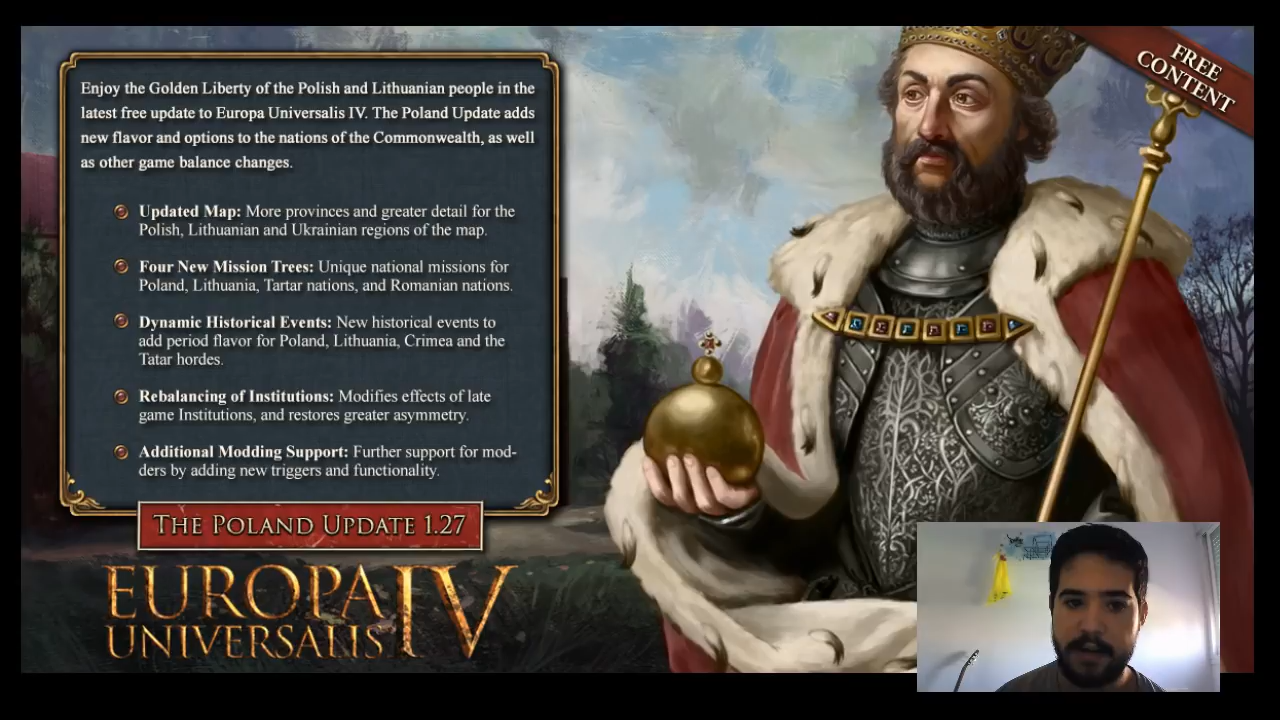 Enjoy the Golden Liberty of the Polish and Lithuanian people in the
latest free update to Europa Universalis IV. The Poland Update adds
new flavor and options to the nations of the Commonwealth, as well
as other game balance changes.
Updated Map: More provinces and greater detail for the
Polish, Lithuanian and Ukrainian regions of the map.
Four New Mission Trees: Unique national missions for
Poland, Lithuania, Tartar nations, and Romanian nations.
Dynamic Historical Events: New historical events to
add period flavor for Poland, Lithuania, Crimea and the
Tatar hordes.
Rebalancing of Institutions: Modifies effects of late
game Institutions, and restores greater asymmetry.
Additional Modding Support: Further support for mod-
ders by adding new triggers and functionality.
THE POLAND UPDATE 1.27
EUROPA IV
UNIVERSALIS
FREE
CONTENT